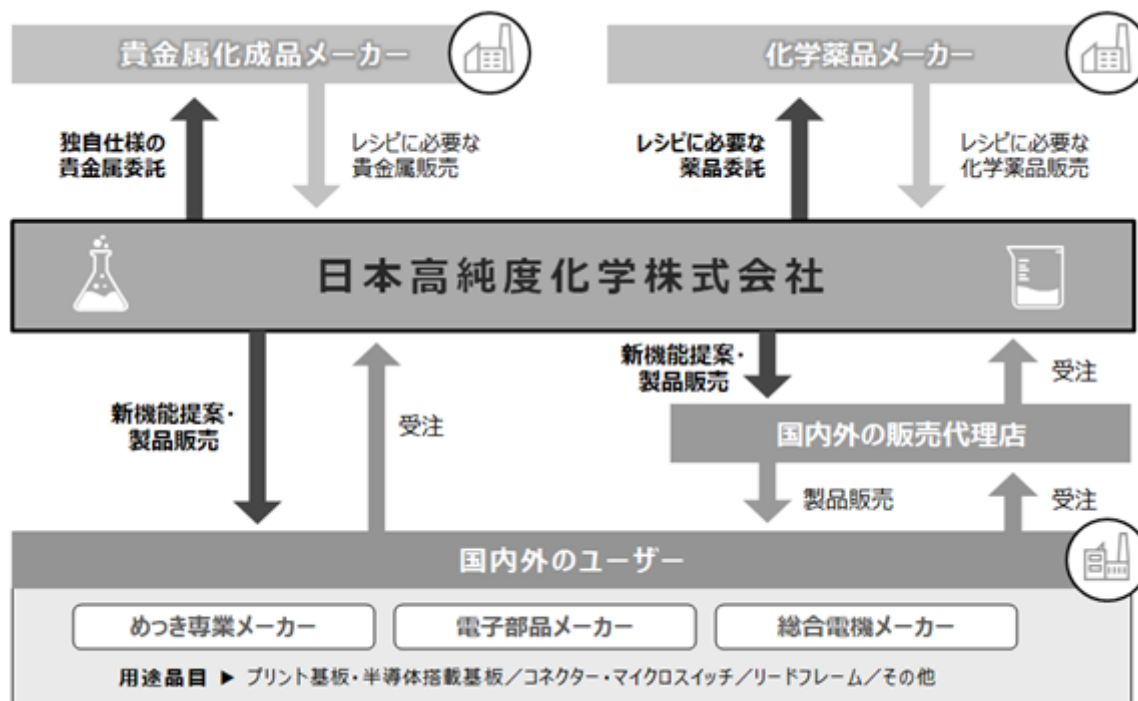 貴金属化成品メーカー
化学薬品メーカー
独自仕様の
貴金属委託
レシピに必要な
貴金属販売
レシピに必要な
薬品委託
レシピに必要な
化学薬品販売
日本高純度化学株式会社
新機能提案・
製品販売
受注
新機能提案・
製品販売
受注
国内外の販売代理店
製品販売
受注
国内外のユーザー
めっき専業メーカー
電子部品メーカー
総合電機メーカー
用途品目 ▶ プリント基板・半導体搭載基板／コネクター・マイクロスイッチ／リードフレーム／その他